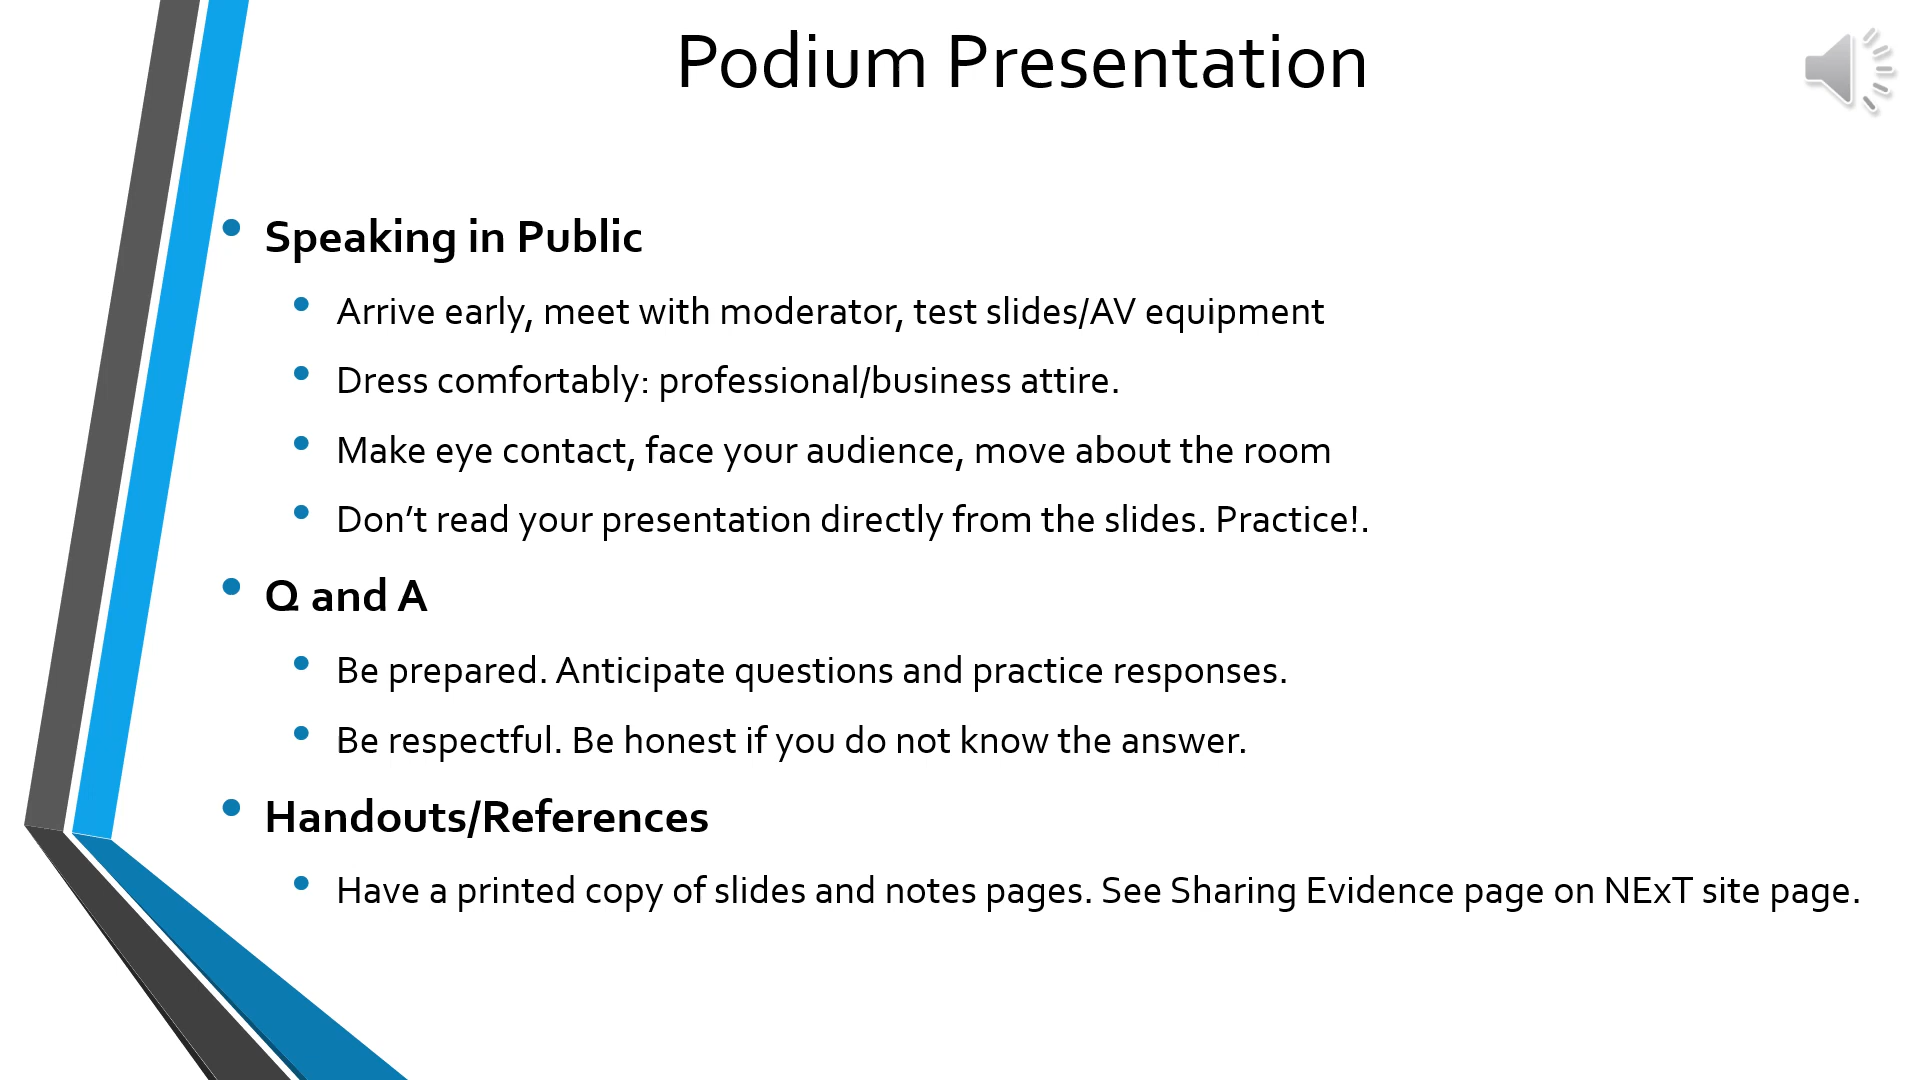 Podium Presentation
• Speaking in Public
• Arrive early, meet with moderator, test slides/AV equipment
• Dress comfortably: professional/business attire.
• Make eye contact, face your audience, move about the room
• Don’t read your presentation directly from the slides. Practice!.
• Q and A
• Be prepared. Anticipate questions and practice responses.
• Be respectful. Be honest if you do not know the answer.
• Handouts/References
• Have a printed copy of slides and notes pages. See Sharing Evidence page on NExT site page.